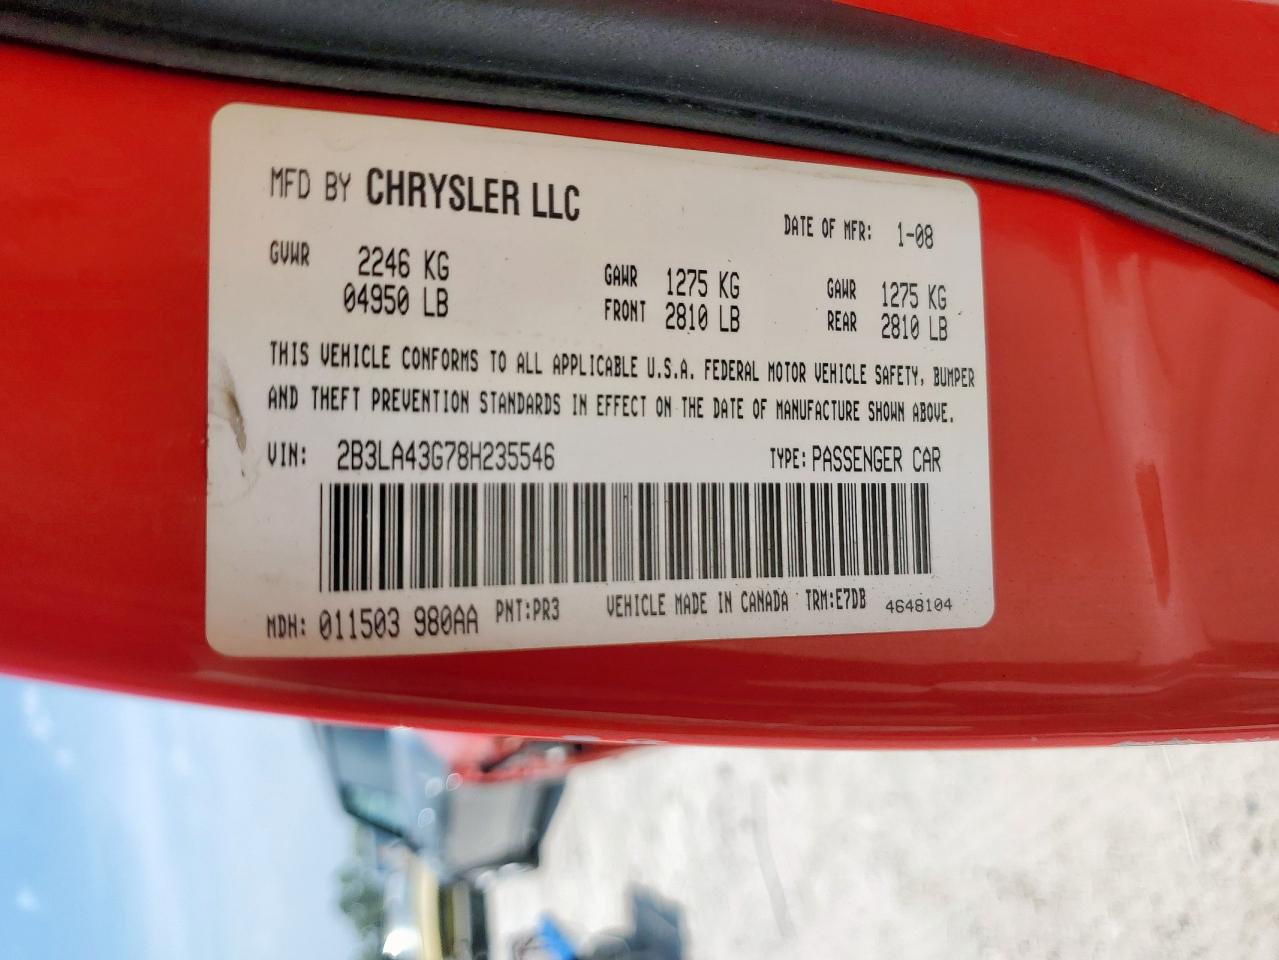 MFD BY CHRYSLER LLC
DATE OF MFR: 1-08
GVWR 2246 KG
04950 LB
GAWR 1275 KG
FRONT 2810 LB
GAWR 1275 KG
REAR 2810 LB
THIS VEHICLE CONFORMS TO ALL APPLICABLE U.S.A. FEDERAL MOTOR VEHICLE SAFETY, BUMPER
AND THEFT PREVENTION STANDARDS IN EFFECT ON THE DATE OF MANUFACTURE SHOWN ABOVE.
VIN: 2B3LA43G78H235546 TYPE: PASSENGER CAR
MDH: 011503 980AA PNT:PR3 VEHICLE MADE IN CANADA TRM:E7DB 4648104